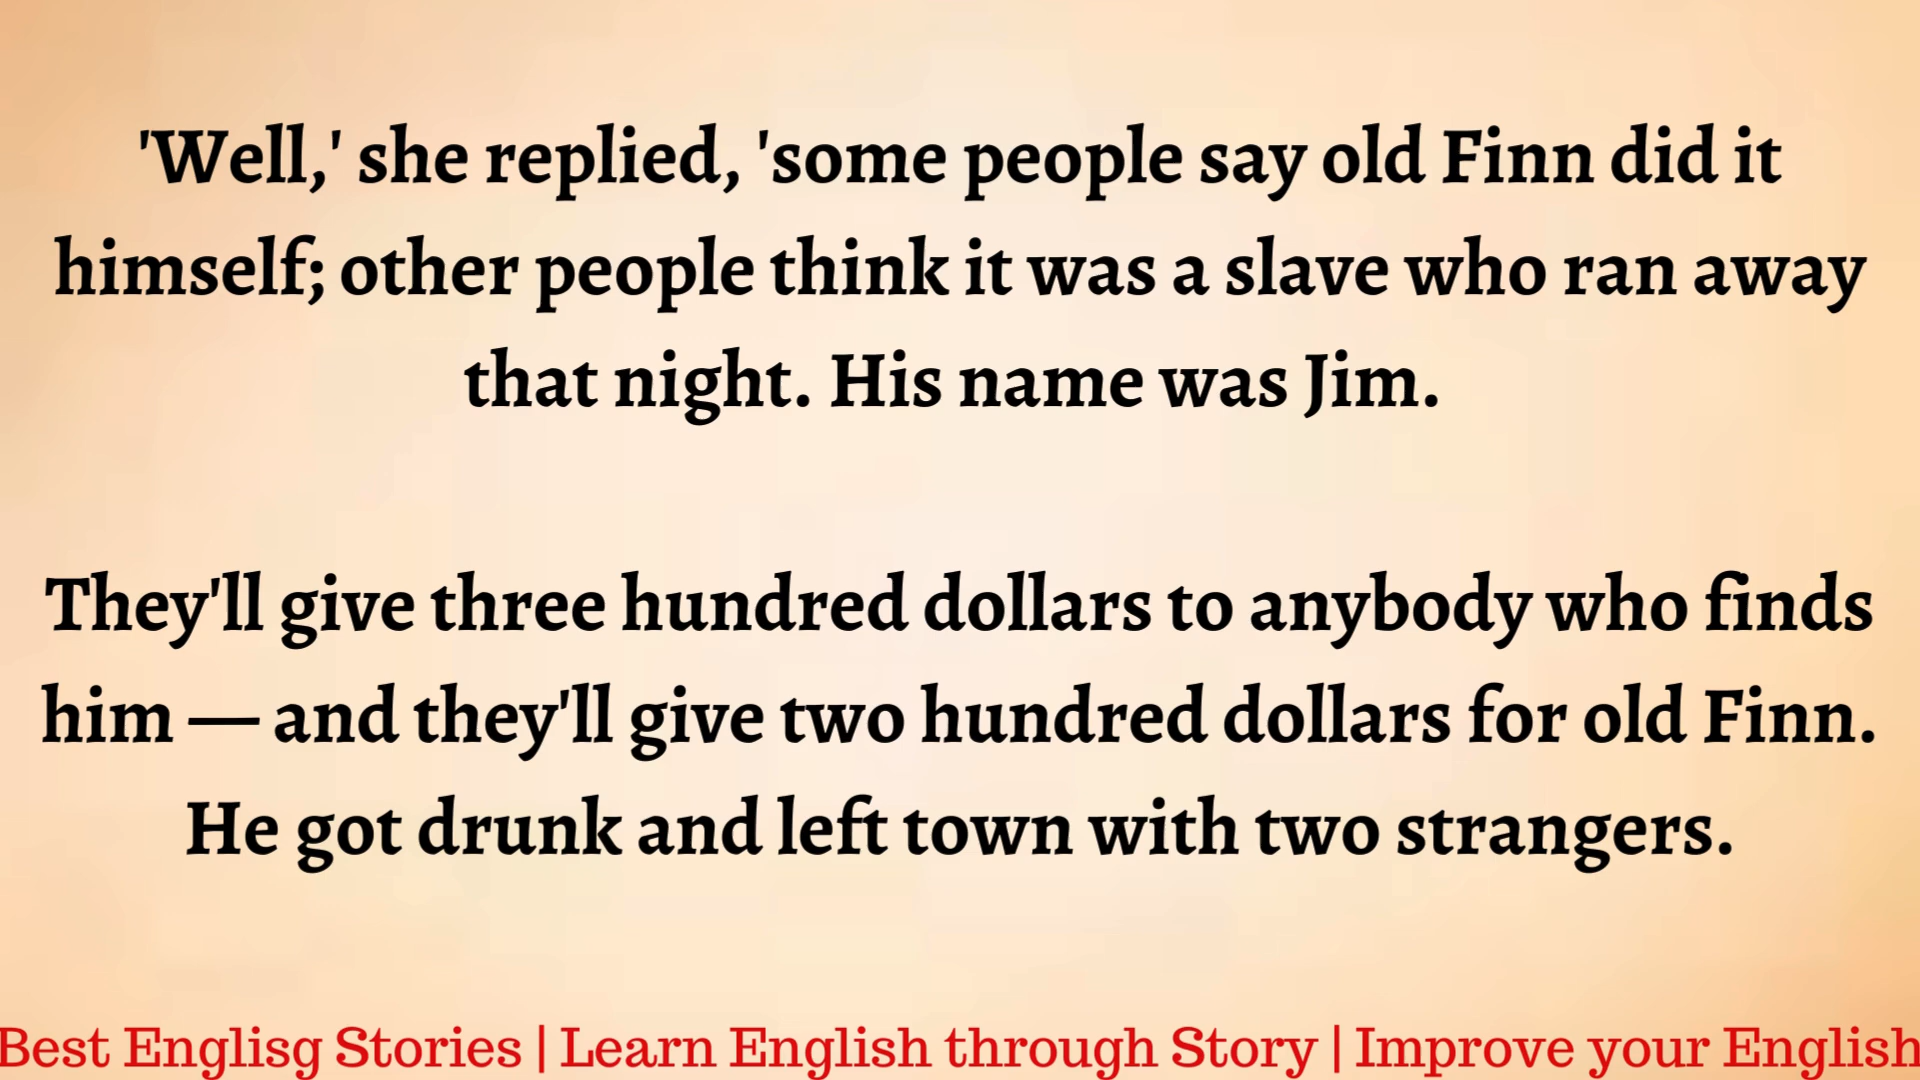 'Well,' she replied, 'some people say old Finn did it
himself; other people think it was a slave who ran away
that night. His name was Jim.
They'll give three hundred dollars to anybody who finds
him — and they'll give two hundred dollars for old Finn.
He got drunk and left town with two strangers.
Best Englisg Stories | Learn English through Story | Improve your English